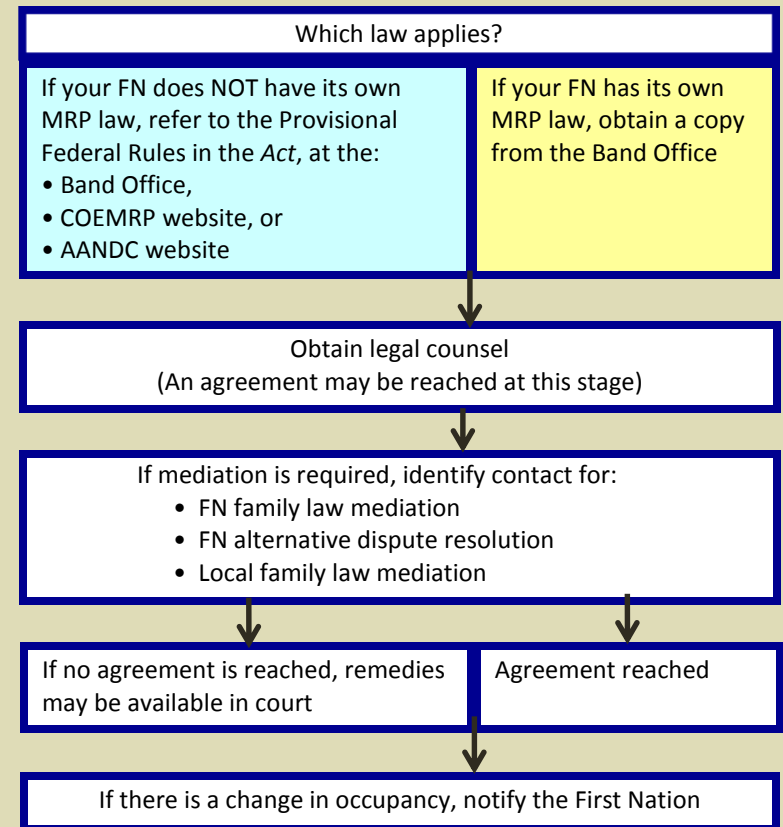 Which law applies?
If your FN does NOT have its own
MRP law, refer to the Provisional
Federal Rules in the Act, at the:
• Band Office,
• COEMRP website, or
• AANDC website
If your FN has its own
MRP law, obtain a copy
from the Band Office
Obtain legal counsel
(An agreement may be reached at this stage)
If mediation is required, identify contact for:
• FN family law mediation
• FN alternative dispute resolution
• Local family law mediation
If no agreement is reached, remedies
may be available in court
Agreement reached
If there is a change in occupancy, notify the First Nation